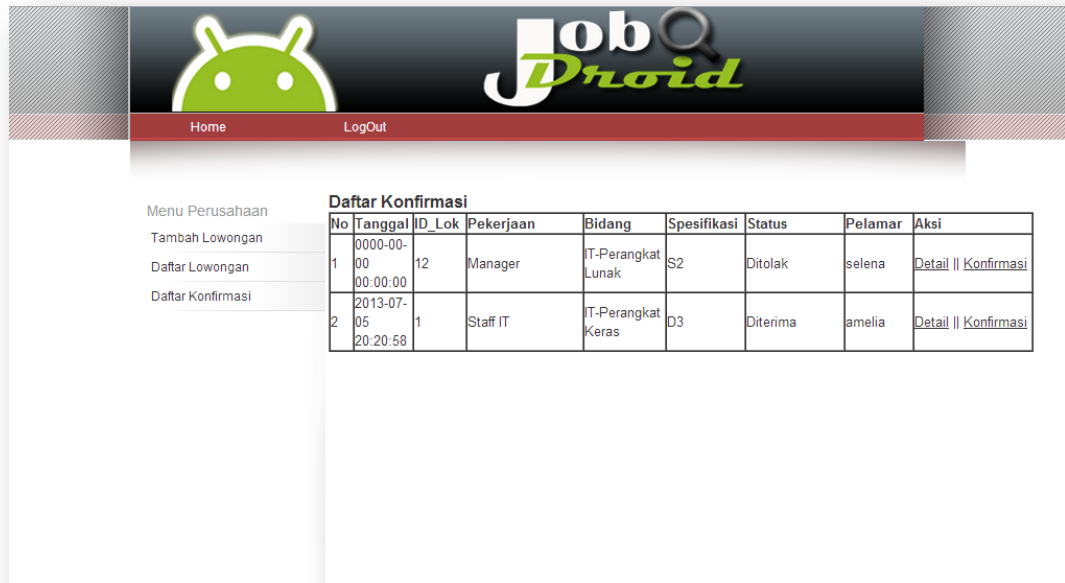 Job
Droid
Home LogOut
Menu Perusahaan
Tambah Lowongan
Daftar Lowongan
Daftar Konfirmasi
Daftar Konfirmasi
No Tanggal ID_Lok Pekerjaan Bidang Spesifikasi Status Pelamar Aksi
1 0000-00-00 00:00:00 12 Manager IT-Perangkat Lunak S2 Ditolak selena Detail || Konfirmasi
2 2013-07-05 20:20:58 1 Staff IT IT-Perangkat Keras D3 Diterima amelia Detail || Konfirmasi